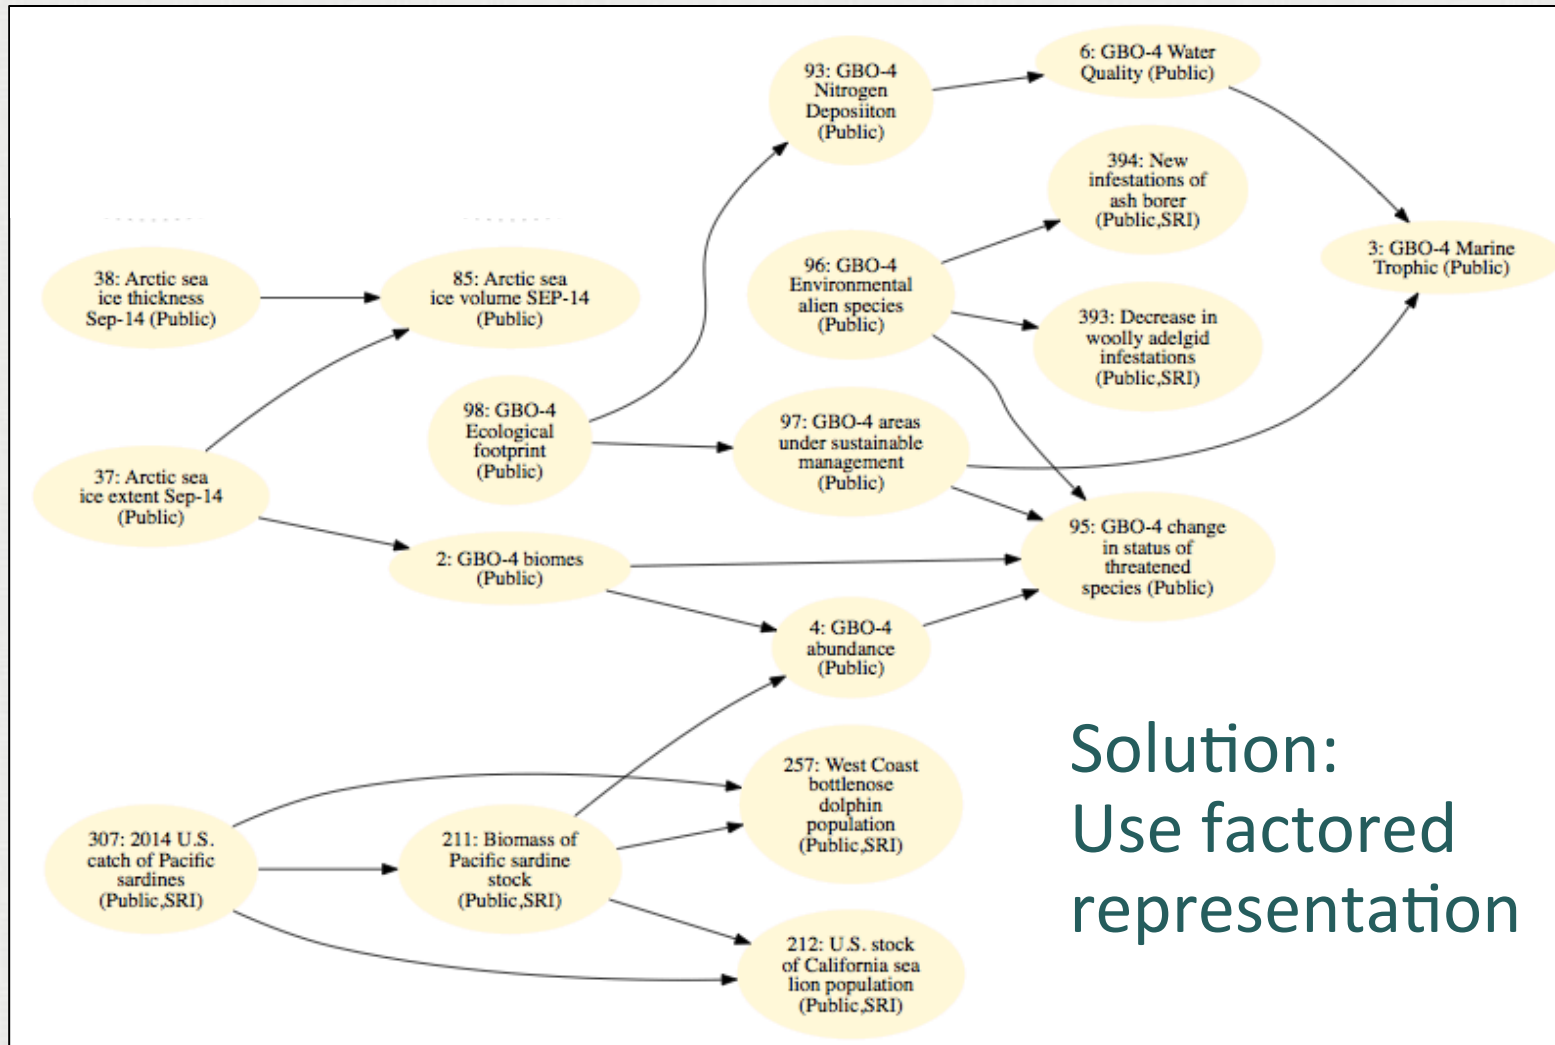 93: GBO-4
Nitrogen
Deposiiton
(Public)
6: GBO-4 Water
Quality (Public)
394: New
infestations of
ash borer
(Public,SRI)
3: GBO-4 Marine
Trophic (Public)
38: Arctic sea
ice thickness
Sep-14 (Public)
85: Arctic sea
ice volume SEP-14
(Public)
96: GBO-4
Environmental
alien species
(Public)
393: Decrease in
woolly adelgid
infestations
(Public,SRI)
98: GBO-4
Ecological
footprint
(Public)
97: GBO-4 areas
under sustainable
management
(Public)
37: Arctic sea
ice extent Sep-14
(Public)
2: GBO-4 biomes
(Public)
95: GBO-4 change
in status of
threatened
species (Public)
4: GBO-4
abundance
(Public)
257: West Coast
bottlenose
dolphin
population
(Public,SRI)
307: 2014 U.S.
catch of Pacific
sardines
(Public,SRI)
211: Biomass of
Pacific sardine
stock
(Public,SRI)
212: U.S. stock
of California sea
lion population
(Public,SRI)
Solution:
Use factored
representation